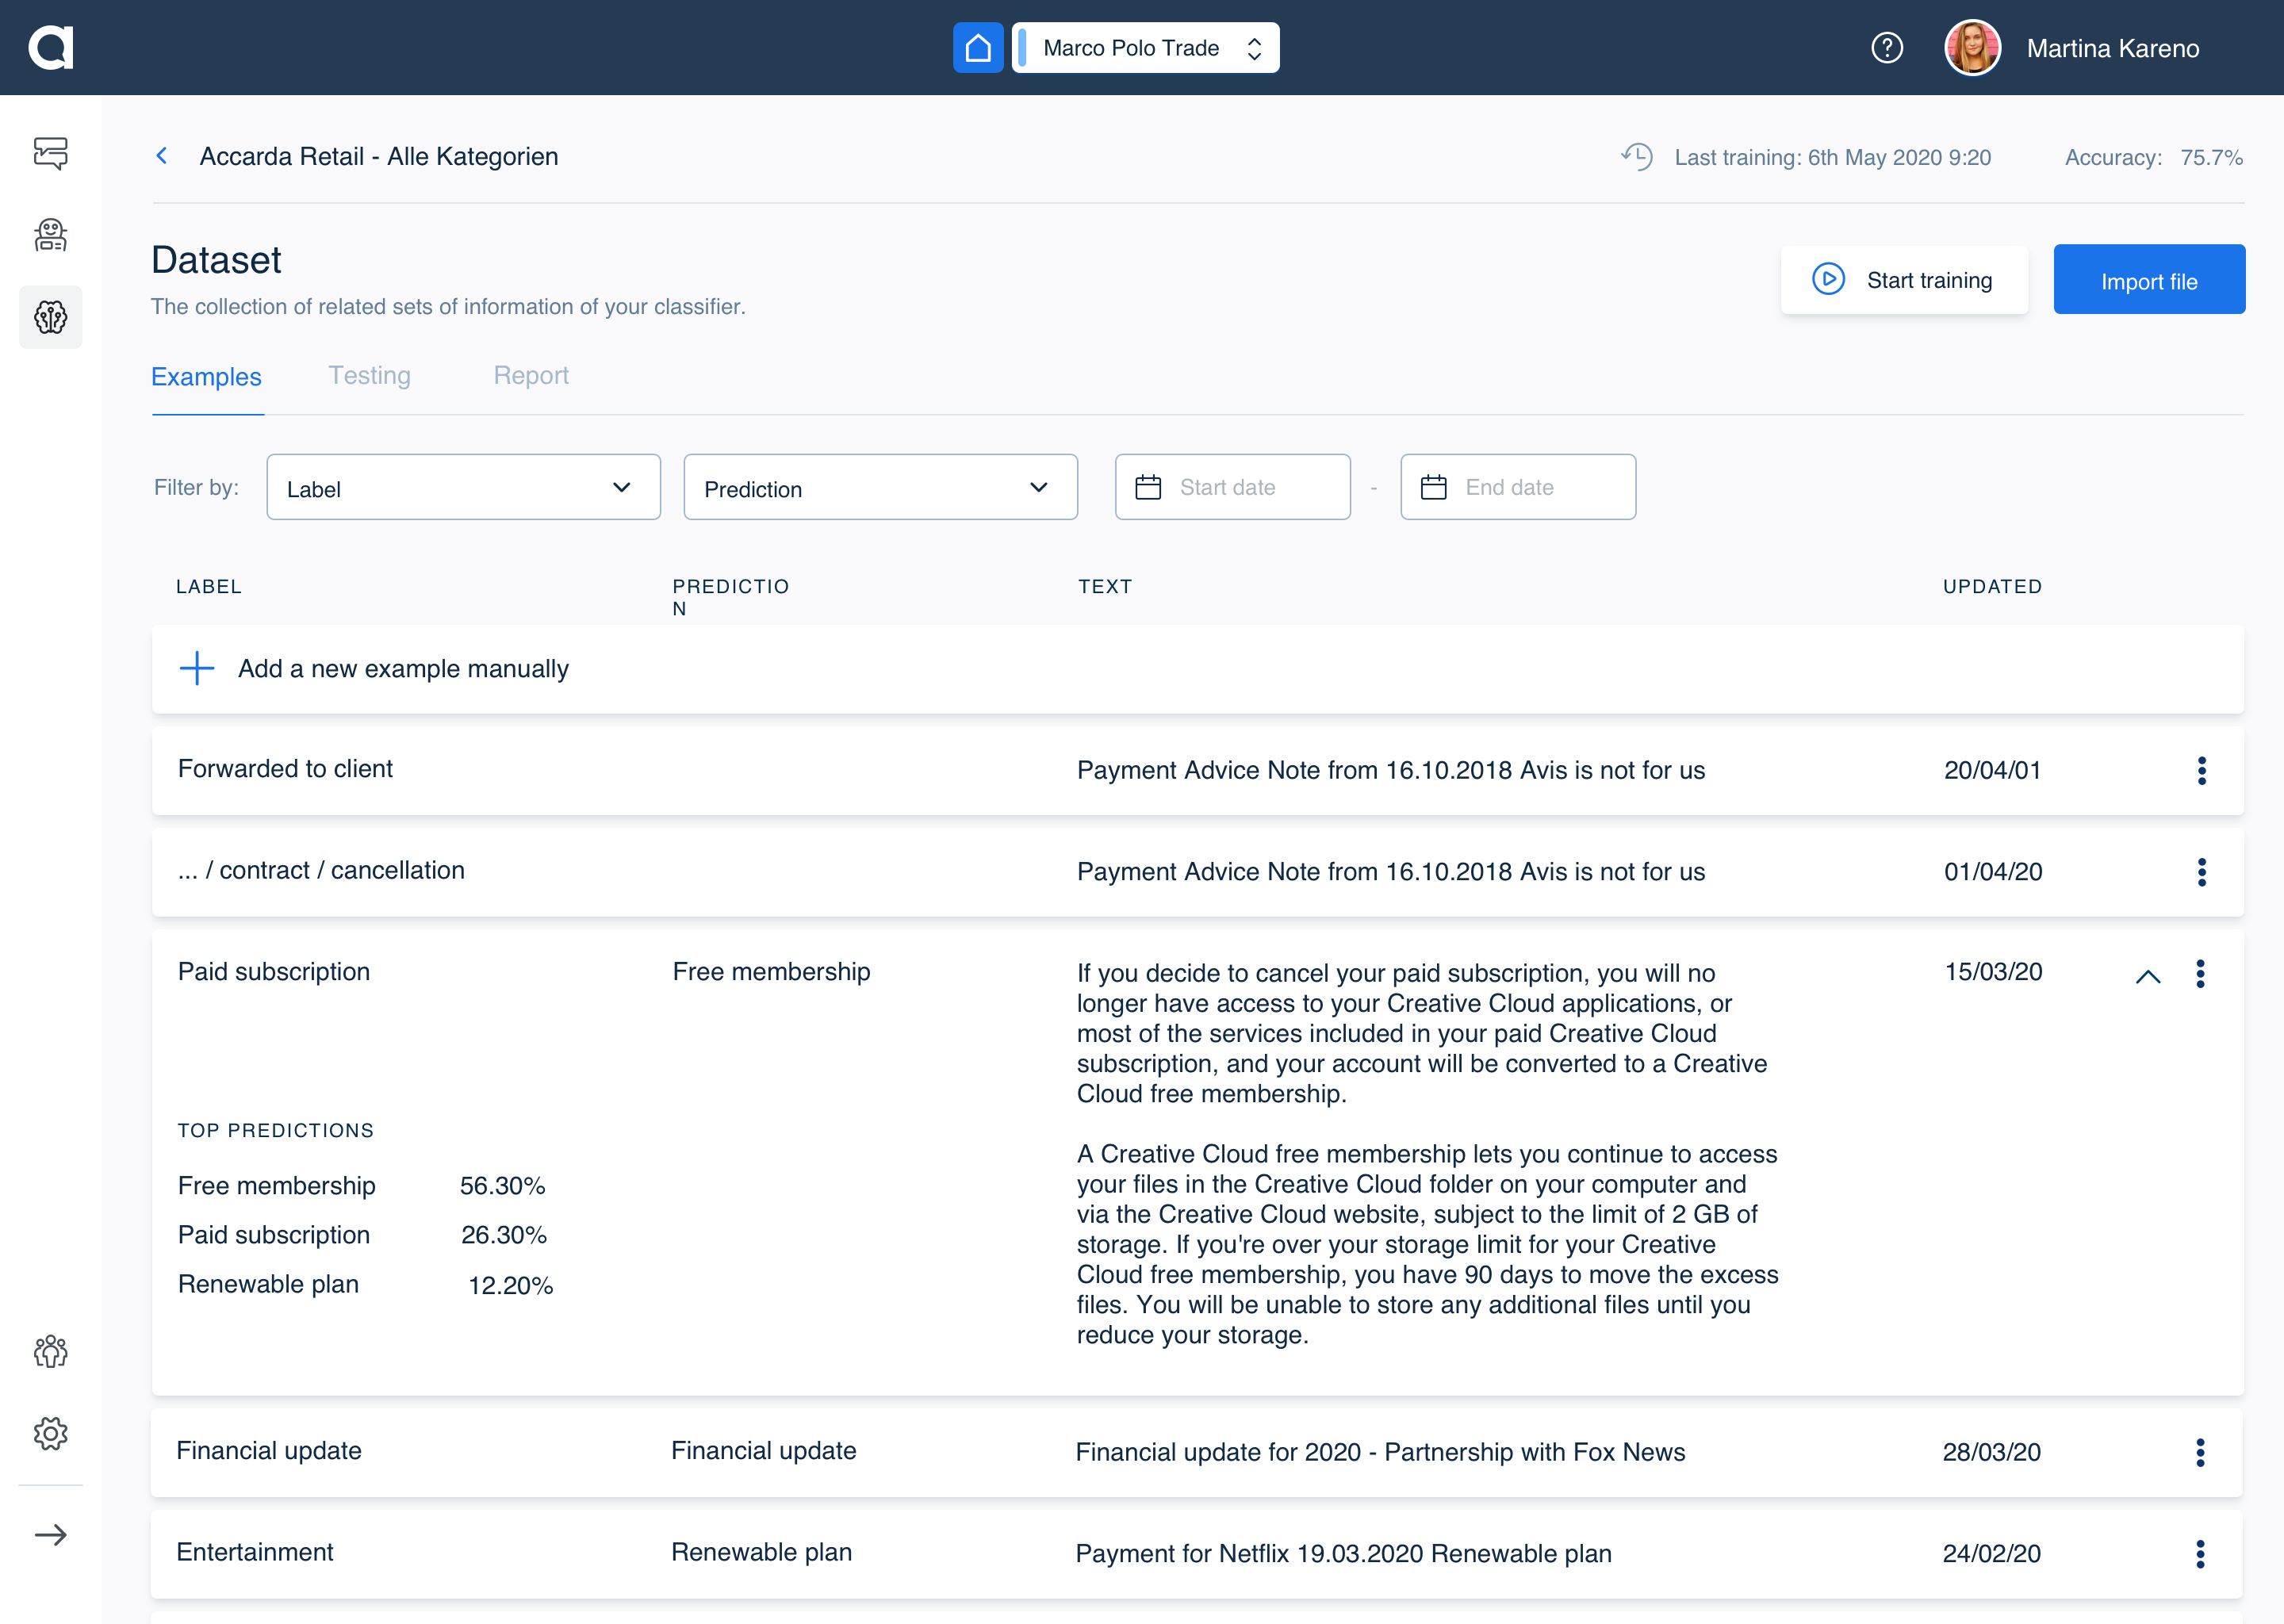 a
Marco Polo Trade
Martina Kareno
Accarda Retail - Alle Kategorien
Last training: 6th May 2020 9:20
Accuracy: 75.7%
Dataset
The collection of related sets of information of your classifier.
Start training
Import file
Examples
Testing
Report
Filter by:
Label
Prediction
Start date
-
End date
LABEL
PREDICTIO
N
TEXT
UPDATED
Add a new example manually
Forwarded to client
Payment Advice Note from 16.10.2018 Avis is not for us
20/04/01
... / contract / cancellation
Payment Advice Note from 16.10.2018 Avis is not for us
01/04/20
Paid subscription
Free membership
If you decide to cancel your paid subscription, you will no
longer have access to your Creative Cloud applications, or
most of the services included in your paid Creative Cloud
subscription, and your account will be converted to a Creative
Cloud free membership.
A Creative Cloud free membership lets you continue to access
your files in the Creative Cloud folder on your computer and
via the Creative Cloud website, subject to the limit of 2 GB of
storage. If you're over your storage limit for your Creative
Cloud free membership, you have 90 days to move the excess
files. You will be unable to store any additional files until you
reduce your storage.
15/03/20
TOP PREDICTIONS
Free membership 56.30%
Paid subscription 26.30%
Renewable plan 12.20%
Financial update
Financial update
Financial update for 2020 - Partnership with Fox News
28/03/20
Entertainment
Renewable plan
Payment for Netflix 19.03.2020 Renewable plan
24/02/20